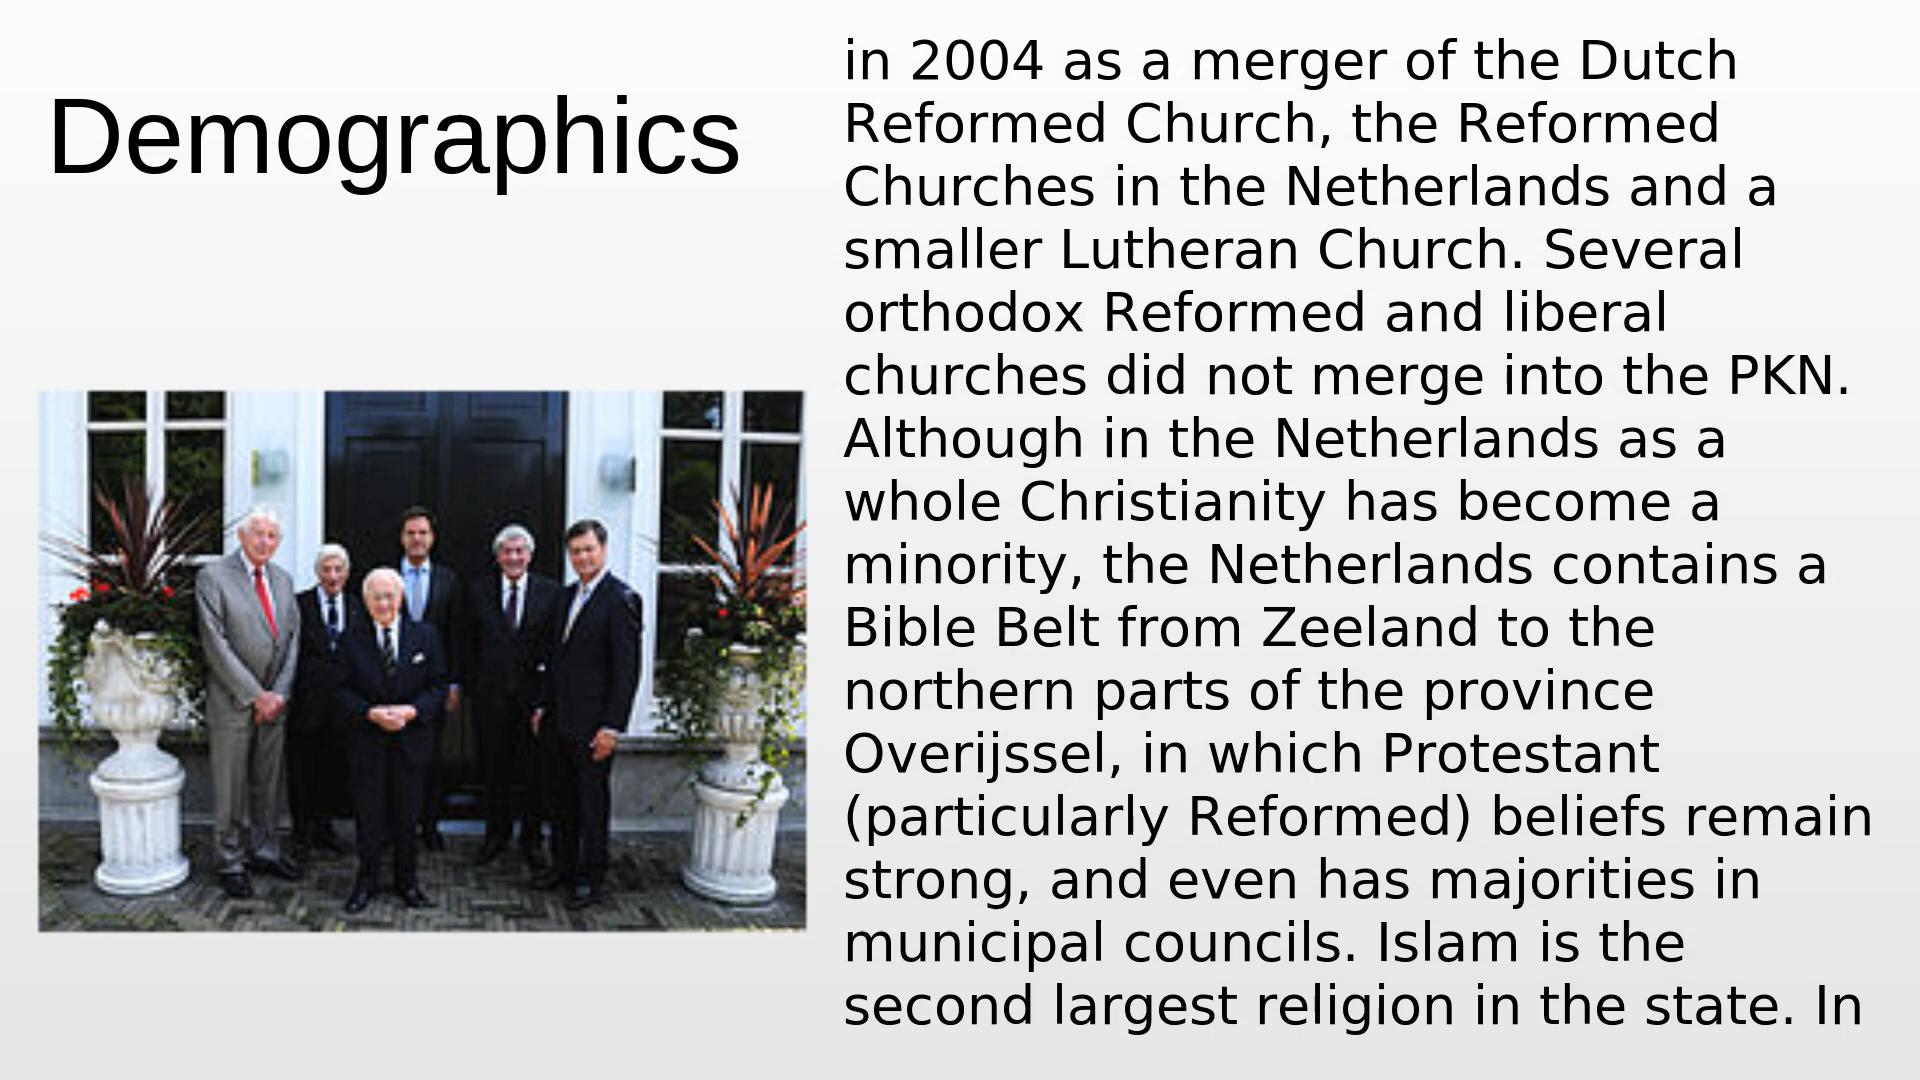 Demographics
in 2004 as a merger of the Dutch
Reformed Church, the Reformed
Churches in the Netherlands and a
smaller Lutheran Church. Several
orthodox Reformed and liberal
churches did not merge into the PKN.
Although in the Netherlands as a
whole Christianity has become a
minority, the Netherlands contains a
Bible Belt from Zeeland to the
northern parts of the province
Overijssel, in which Protestant
(particularly Reformed) beliefs remain
strong, and even has majorities in
municipal councils. Islam is the
second largest religion in the state. In